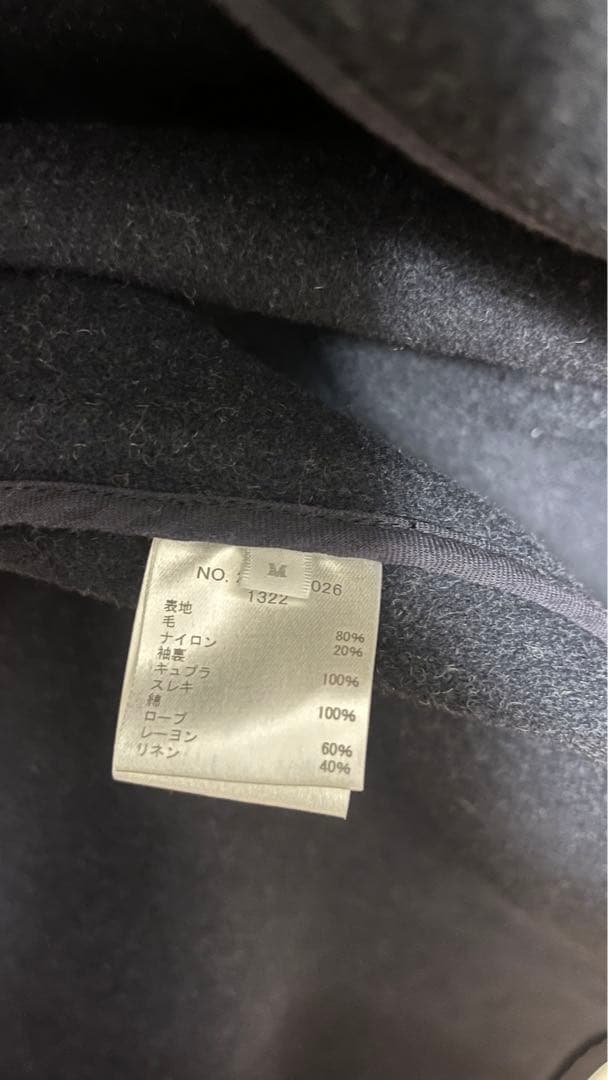 M
NO. 026
1322
表地
毛 80%
ナイロン 20%
袖裏
キュプラ 100%
スレキ
綿 100%
ロープ
レーヨン 60%
リネン 40%